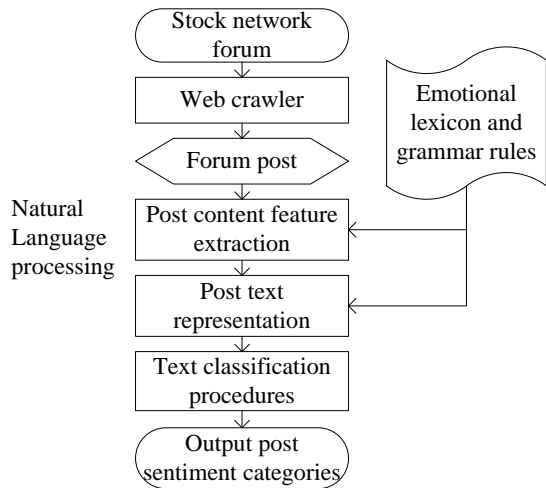 Stock network
forum
Web crawler
Emotional
lexicon and
grammar rules
Forum post
Natural
Language
processing
Post content feature
extraction
Post text
representation
Text classification
procedures
Output post
sentiment categories